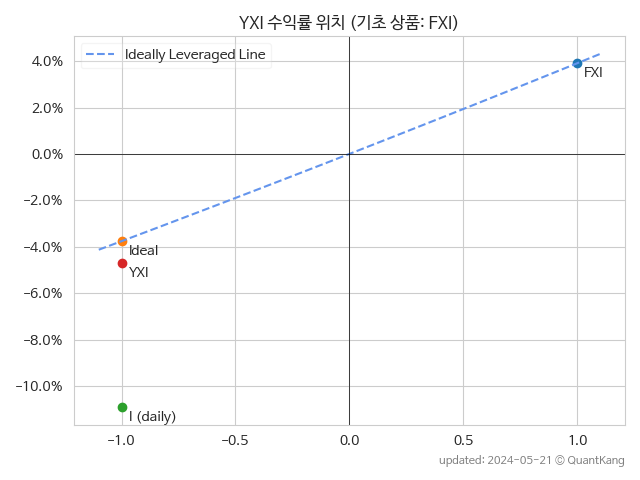 YXI 수익률 위치 (기초 상품: FXI)
Ideally Leveraged Line
4.0%
2.0%
0.0%
−2.0%
−4.0%
−6.0%
−8.0%
−10.0%
FXI
Ideal
YXI
I (daily)
−1.0
−0.5
0.0
0.5
1.0
updated: 2024-05-21 © QuantKang